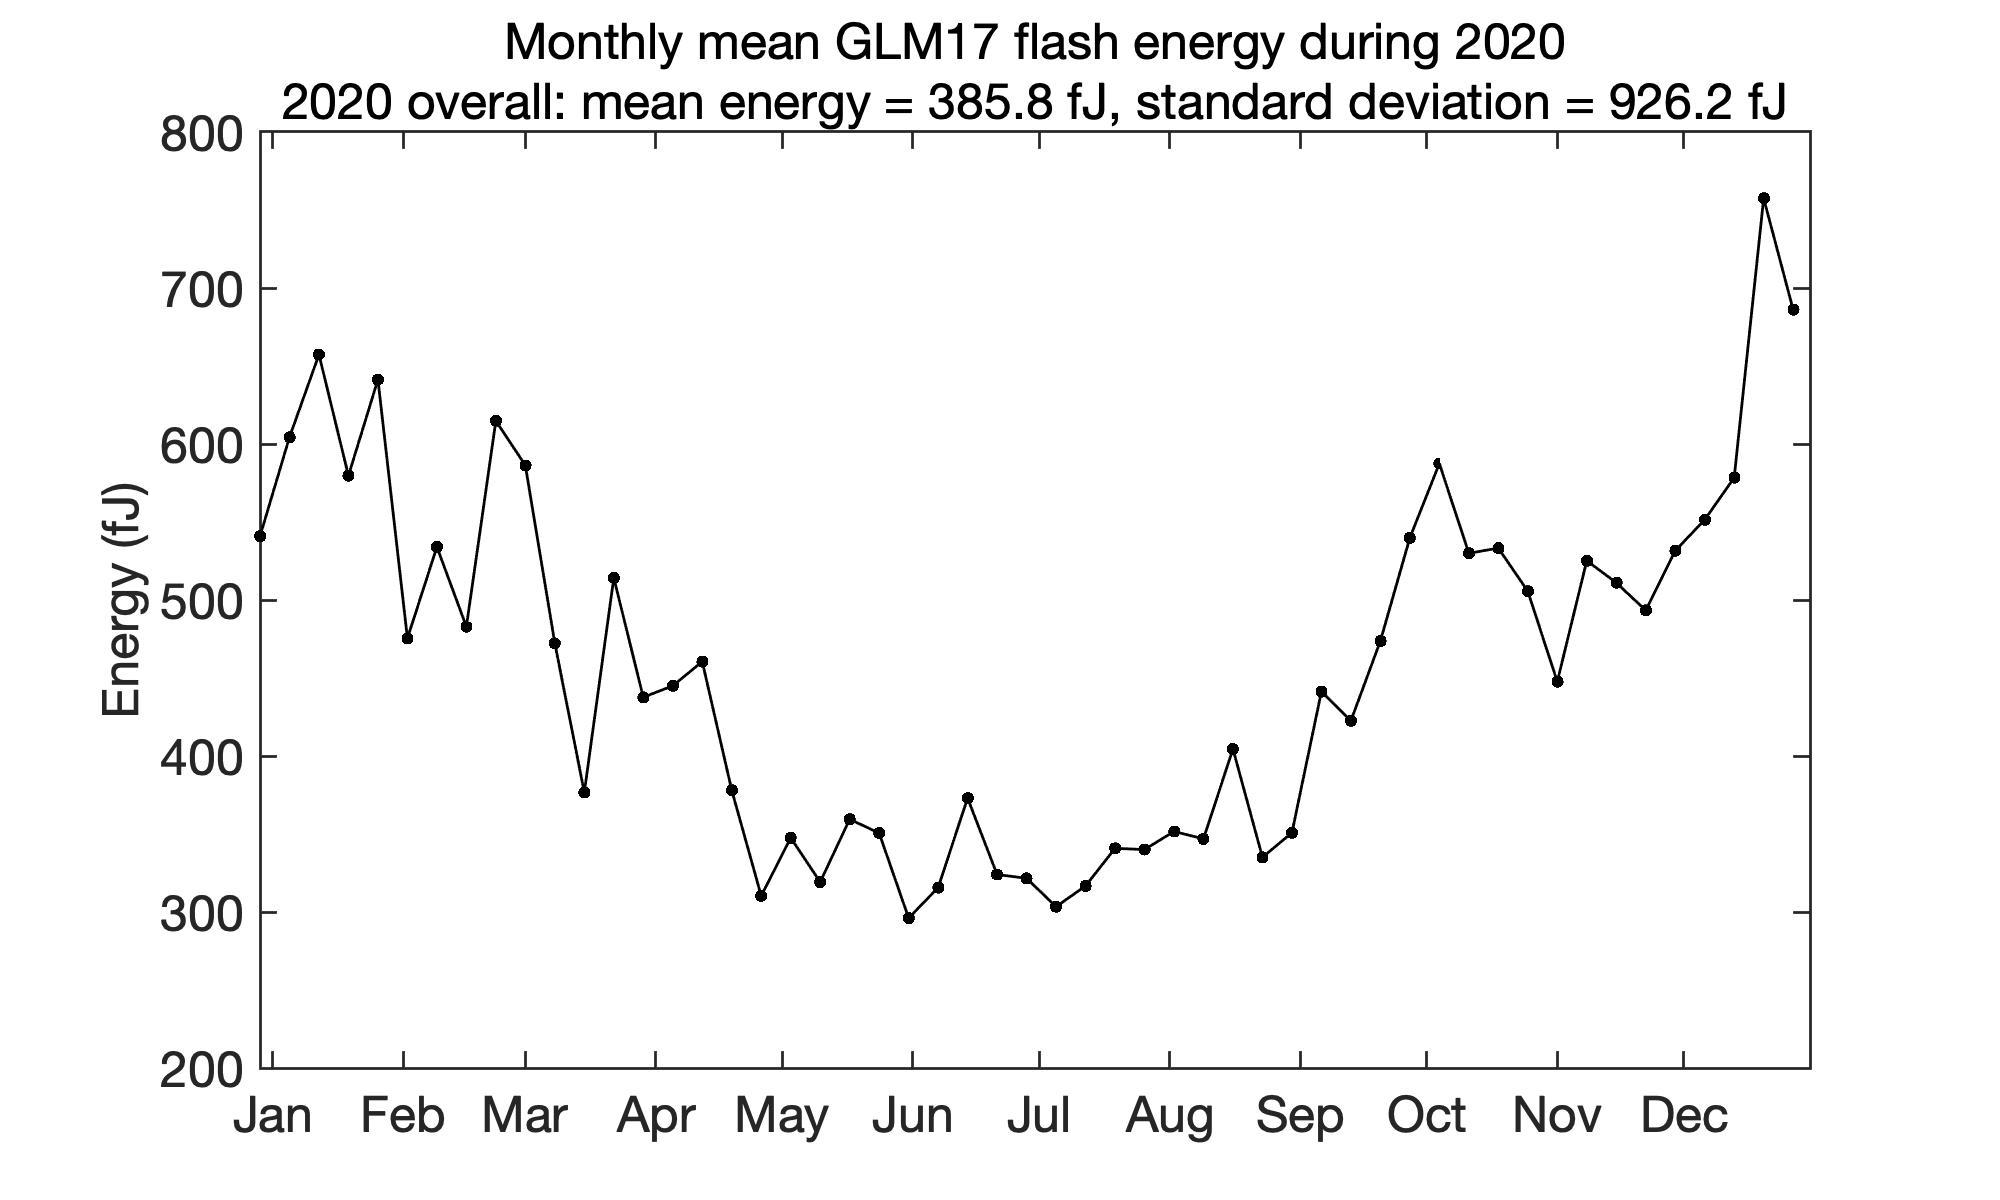 Monthly mean GLM17 flash energy during 2020
2020 overall: mean energy = 385.8 fJ, standard deviation = 926.2 fJ
800
700
600
500
400
300
200
Energy (fJ)
Jan Feb Mar Apr May Jun Jul Aug Sep Oct Nov Dec